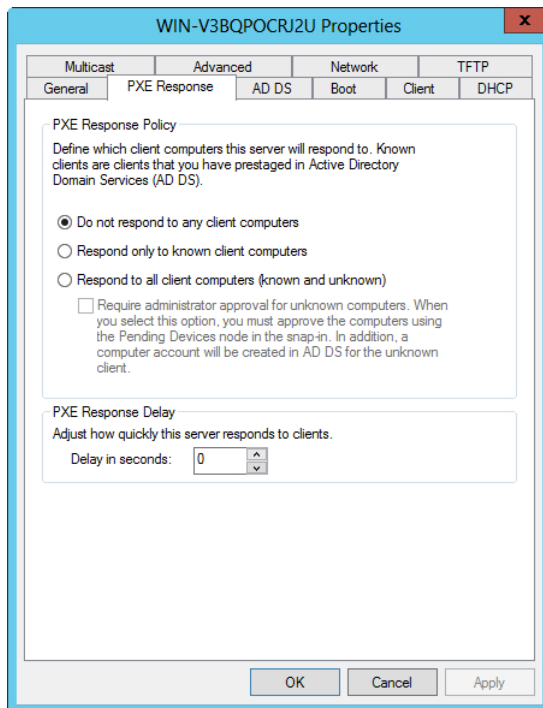 WIN-V3BQPOCRJ2U Properties
x
Multicast Advanced Network TFTP
General PXE Response AD DS Boot Client DHCP
PXE Response Policy
Define which client computers this server will respond to. Known
clients are clients that you have prestaged in Active Directory
Domain Services (AD DS).
Do not respond to any client computers
Respond only to known client computers
Respond to all client computers (known and unknown)
Require administrator approval for unknown computers. When
you select this option, you must approve the computers using
the Pending Devices node in the snap-in. In addition, a
computer account will be created in AD DS for the unknown
client.
PXE Response Delay
Adjust how quickly this server responds to clients.
Delay in seconds: 0
OK Cancel Apply